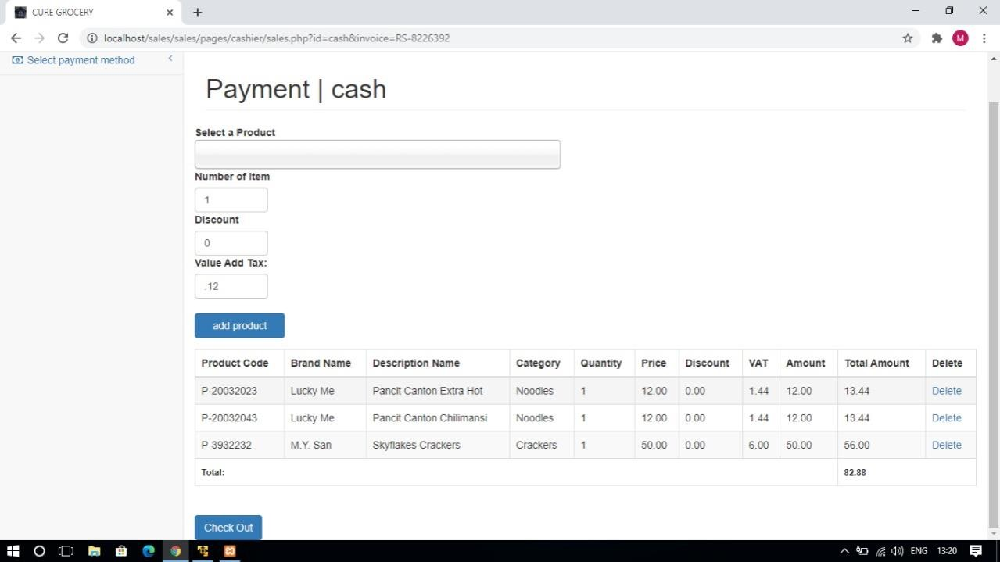 CURE GROCERY
localhost/sales/sales/pages/cashier/sales.php?id=cash&invoice=RS-8226392
M
Select payment method
Payment | cash
Select a Product
Number of Item
1
Discount
0
Value Add Tax:
.12
add product
Product Code Brand Name Description Name Category Quantity Price Discount VAT Amount Total Amount Delete
P-20032023 Lucky Me Pancit Canton Extra Hot Noodles 1 12.00 0.00 1.44 12.00 13.44 Delete
P-20032043 Lucky Me Pancit Canton Chilimansi Noodles 1 12.00 0.00 1.44 12.00 13.44 Delete
P-3932232 M.Y. San Skyflakes Crackers Crackers 1 50.00 0.00 6.00 50.00 56.00 Delete
Total: 82.88
Check Out
ENG 13:20